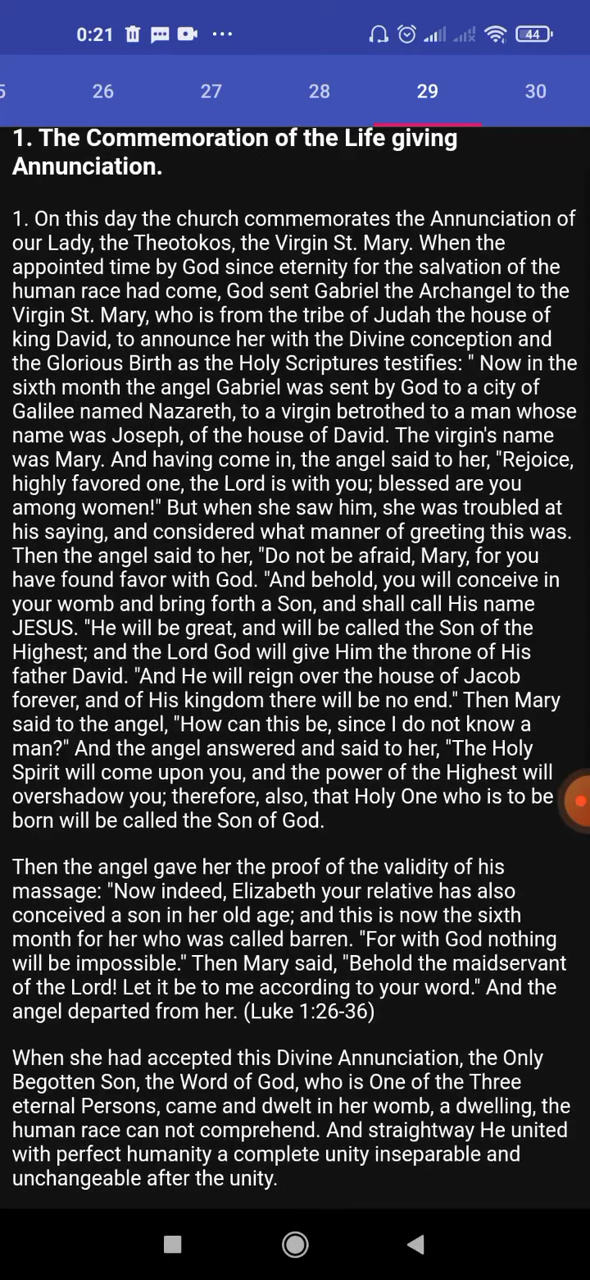 0:21
44
5 26 27 28 29 30
1. The Commemoration of the Life giving
Annunciation.
1. On this day the church commemorates the Annunciation of
our Lady, the Theotokos, the Virgin St. Mary. When the
appointed time by God since eternity for the salvation of the
human race had come, God sent Gabriel the Archangel to the
Virgin St. Mary, who is from the tribe of Judah the house of
king David, to announce her with the Divine conception and
the Glorious Birth as the Holy Scriptures testifies: " Now in the
sixth month the angel Gabriel was sent by God to a city of
Galilee named Nazareth, to a virgin betrothed to a man whose
name was Joseph, of the house of David. The virgin's name
was Mary. And having come in, the angel said to her, "Rejoice,
highly favored one, the Lord is with you; blessed are you
among women!" But when she saw him, she was troubled at
his saying, and considered what manner of greeting this was.
Then the angel said to her, "Do not be afraid, Mary, for you
have found favor with God. "And behold, you will conceive in
your womb and bring forth a Son, and shall call His name
JESUS. "He will be great, and will be called the Son of the
Highest; and the Lord God will give Him the throne of His
father David. "And He will reign over the house of Jacob
forever, and of His kingdom there will be no end." Then Mary
said to the angel, "How can this be, since I do not know a
man?" And the angel answered and said to her, "The Holy
Spirit will come upon you, and the power of the Highest will
overshadow you; therefore, also, that Holy One who is to be
born will be called the Son of God.
Then the angel gave her the proof of the validity of his
massage: "Now indeed, Elizabeth your relative has also
conceived a son in her old age; and this is now the sixth
month for her who was called barren. "For with God nothing
will be impossible." Then Mary said, "Behold the maidservant
of the Lord! Let it be to me according to your word." And the
angel departed from her. (Luke 1:26-36)
When she had accepted this Divine Annunciation, the Only
Begotten Son, the Word of God, who is One of the Three
eternal Persons, came and dwelt in her womb, a dwelling, the
human race can not comprehend. And straightway He united
with perfect humanity a complete unity inseparable and
unchangeable after the unity.